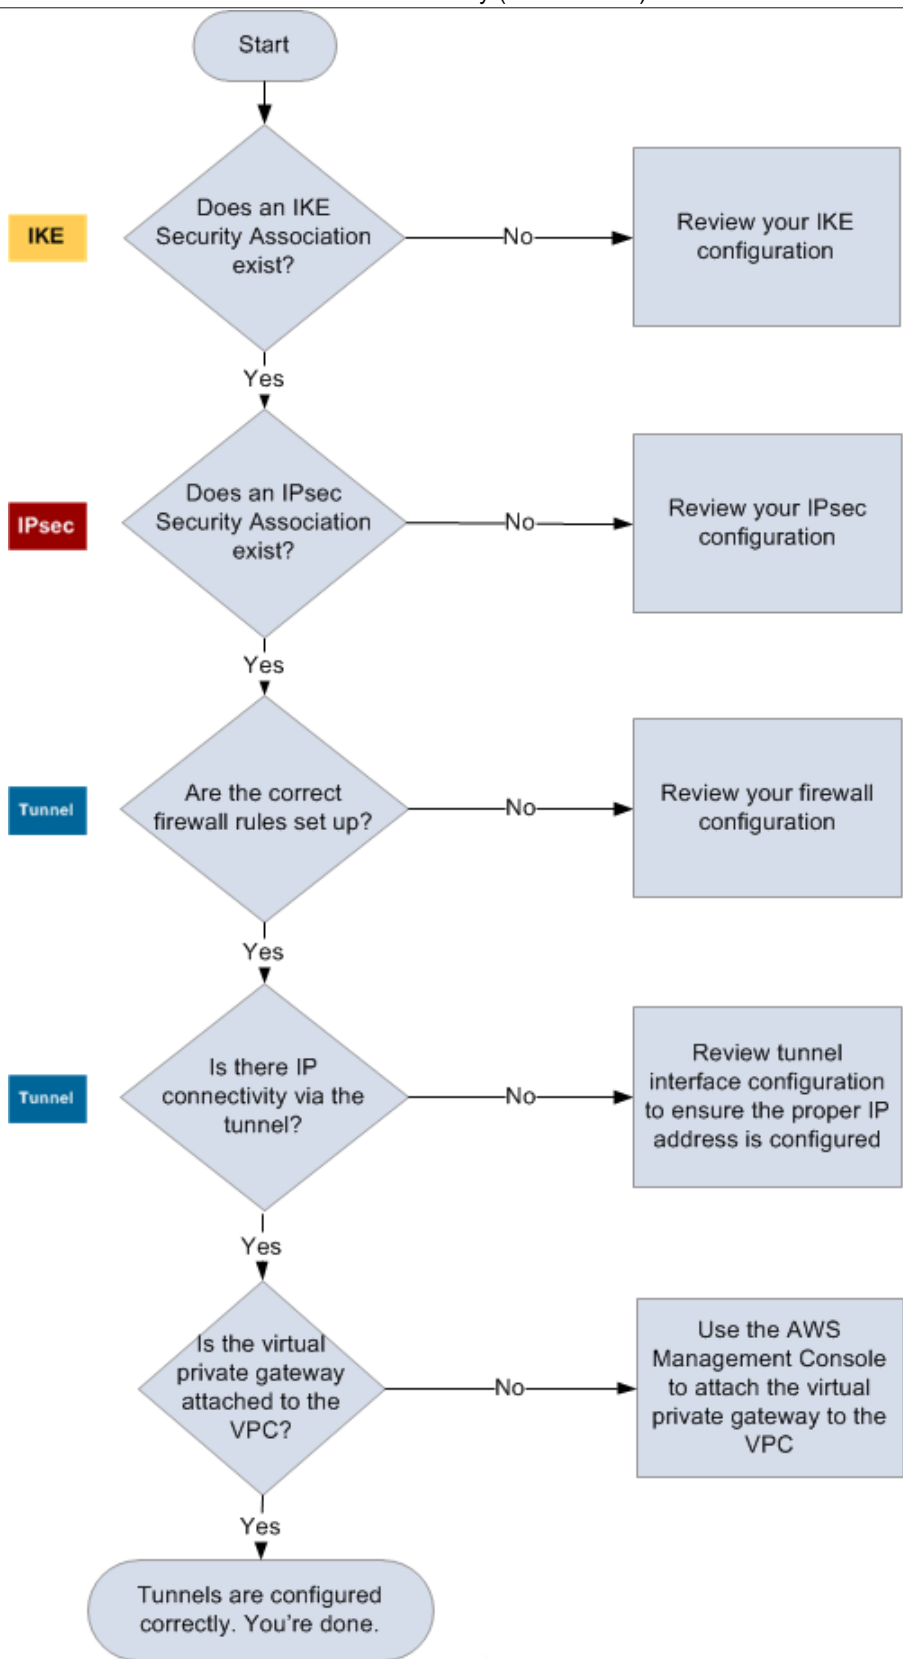 Start
IKE
Does an IKE
Security Association
exist?
No
Review your IKE
configuration
Yes
IPsec
Does an IPsec
Security Association
exist?
No
Review your IPsec
configuration
Yes
Tunnel
Are the correct
firewall rules set up?
No
Review your firewall
configuration
Yes
Tunnel
Is there IP
connectivity via the
tunnel?
No
Review tunnel
interface configuration
to ensure the proper IP
address is configured
Yes
Is the virtual
private gateway
attached to the
VPC?
No
Use the AWS
Management Console
to attach the virtual
private gateway to the
VPC
Yes
Tunnels are configured
correctly. You're done.